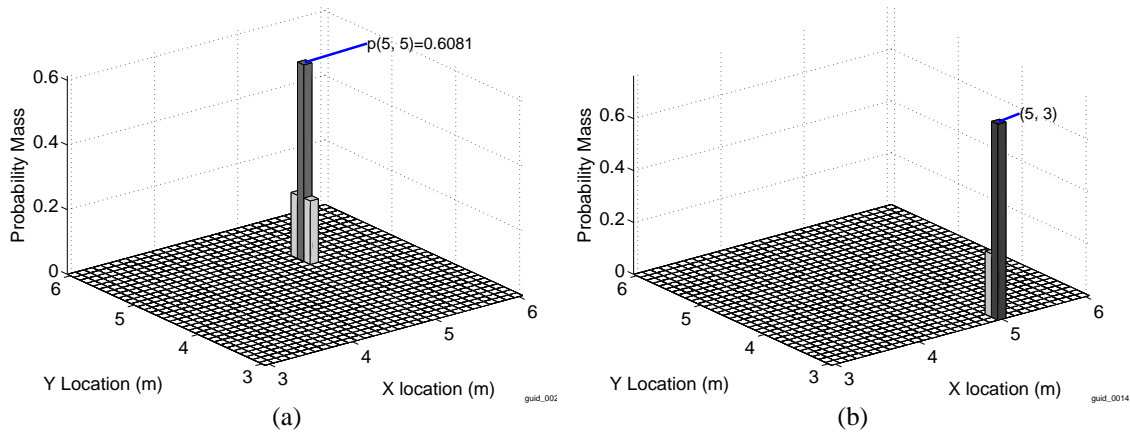 p(5, 5)=0.6081
0.6
0.4
0.2
0
Probability Mass
6
5
4
3
Y Location (m)
3
4
5
6
X location (m)
guid_002
(a)
(5, 3)
0.6
0.4
0.2
0
Probability Mass
6
5
4
3
Y Location (m)
3
4
5
6
X location (m)
guid_0014
(b)